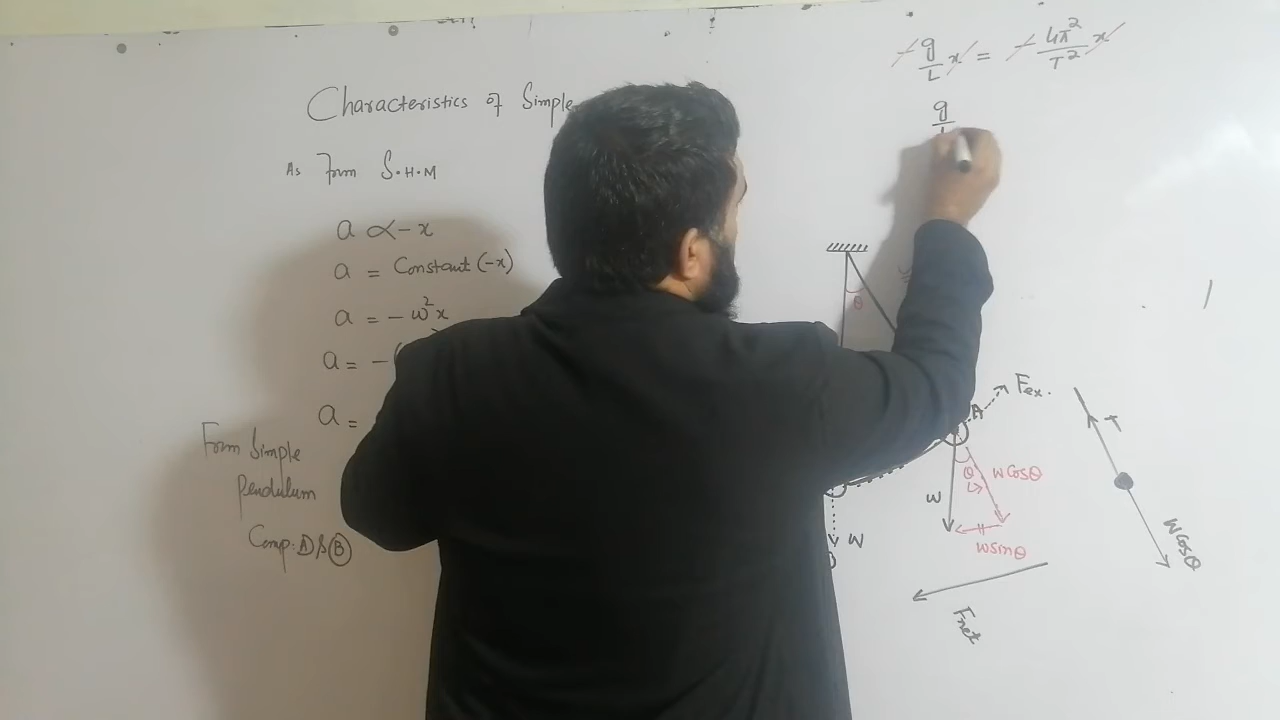 Characteristics of Simple
As Form S.H.M
a ∝ - x
a = Constant (-x)
a = - ω²x
a = - (
a =
Form Simple
Pendulum
Comp: A & B
- g/L x = - 4π²/T² x
g/L
θ
A
Fex.
θ
W Cosθ
W
W sinθ
W
Fnet
T
W Cosθ